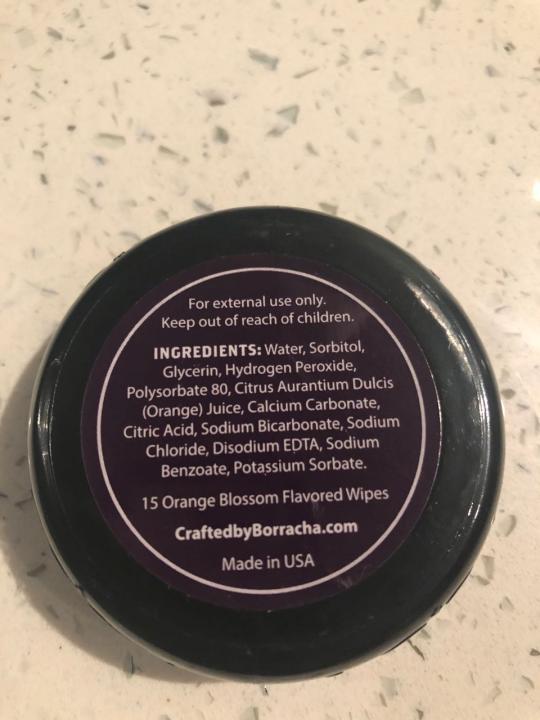 For external use only.
Keep out of reach of children.
INGREDIENTS: Water, Sorbitol,
Glycerin, Hydrogen Peroxide,
Polysorbate 80, Citrus Aurantium Dulcis
(Orange) Juice, Calcium Carbonate,
Citric Acid, Sodium Bicarbonate, Sodium
Chloride, Disodium EDTA, Sodium
Benzoate, Potassium Sorbate.
15 Orange Blossom Flavored Wipes
CraftedbyBorracha.com
Made in USA